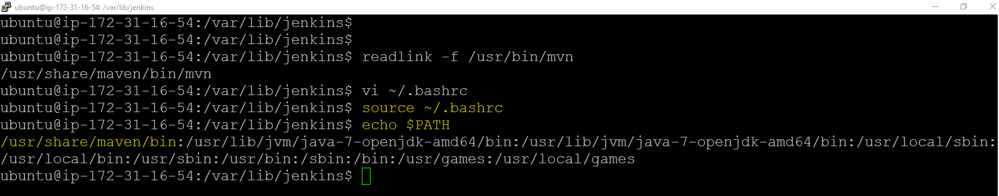 ubuntu@ip-172-31-16-54: /var/lib/jenkins
ubuntu@ip-172-31-16-54:/var/lib/jenkins$
ubuntu@ip-172-31-16-54:/var/lib/jenkins$
ubuntu@ip-172-31-16-54:/var/lib/jenkins$ readlink -f /usr/bin/mvn
/usr/share/maven/bin/mvn
ubuntu@ip-172-31-16-54:/var/lib/jenkins$ vi ~/.bashrc
ubuntu@ip-172-31-16-54:/var/lib/jenkins$ source ~/.bashrc
ubuntu@ip-172-31-16-54:/var/lib/jenkins$ echo $PATH
/usr/share/maven/bin:/usr/lib/jvm/java-7-openjdk-amd64/bin:/usr/lib/jvm/java-7-openjdk-amd64/bin:/usr/local/sbin:
/usr/local/bin:/usr/sbin:/usr/bin:/sbin:/bin:/usr/games:/usr/local/games
ubuntu@ip-172-31-16-54:/var/lib/jenkins$